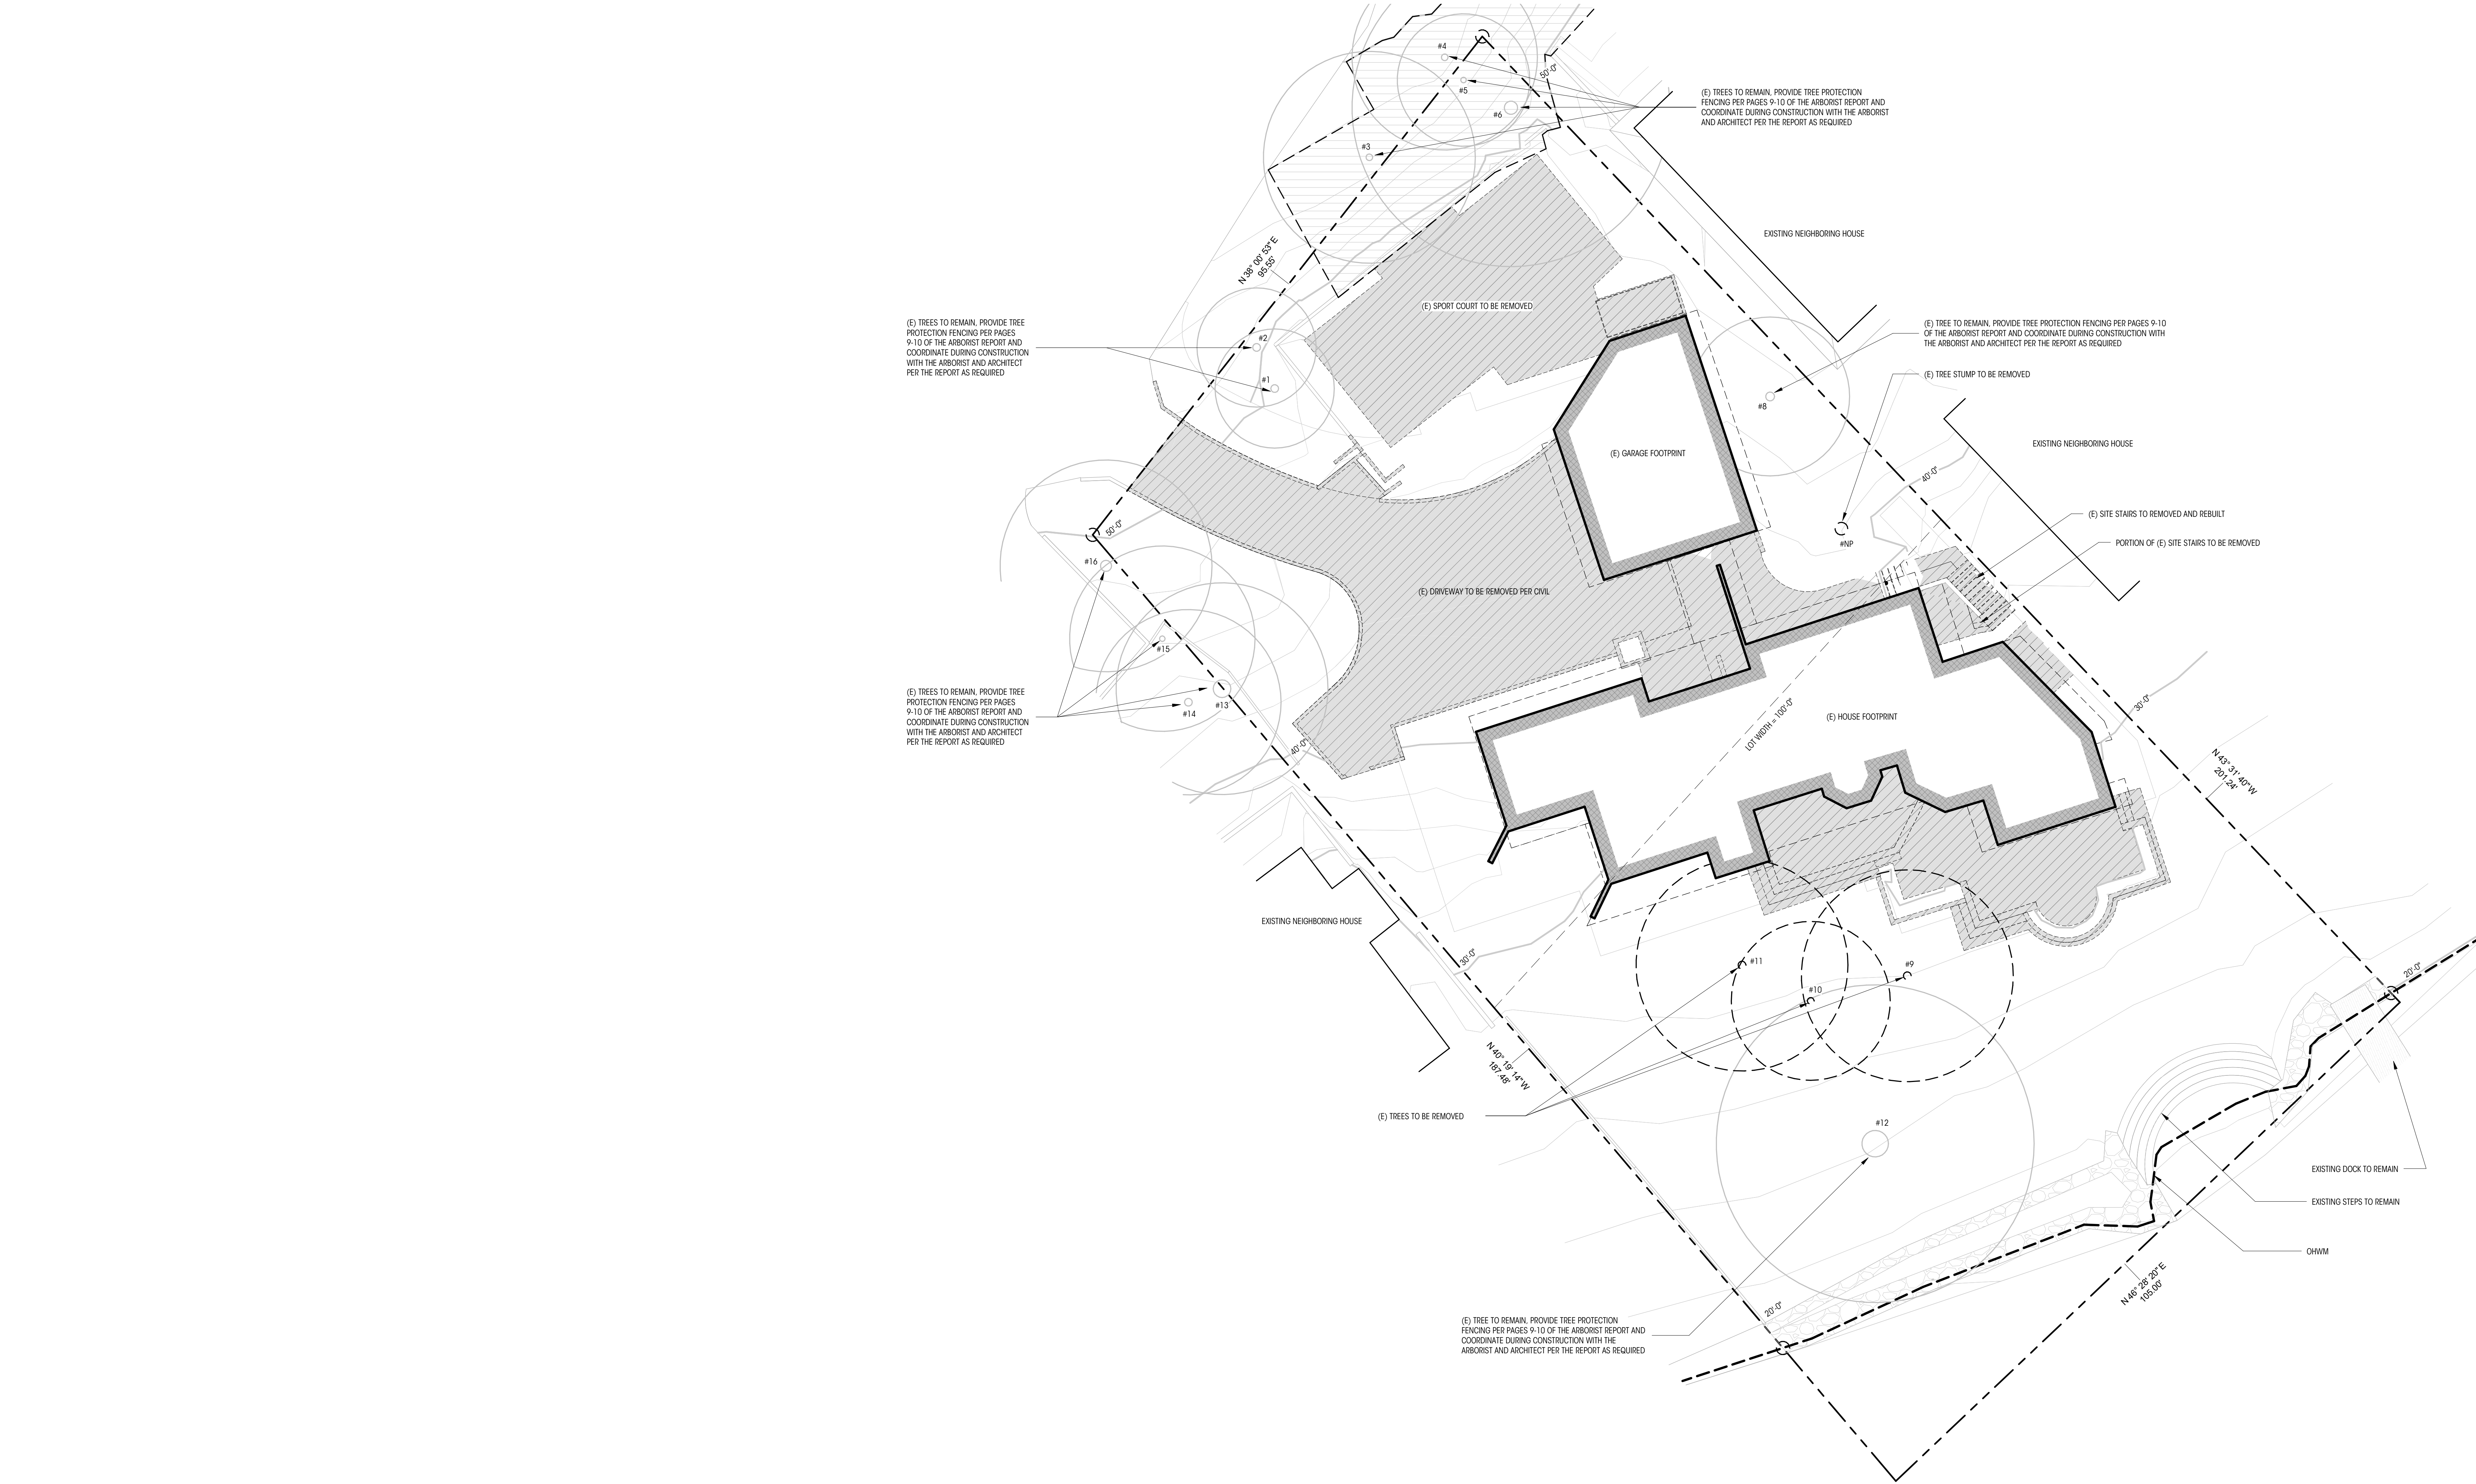 #4
50'-0"
#5
#6
(E) TREES TO REMAIN, PROVIDE TREE PROTECTION
FENCING PER PAGES 9-10 OF THE ARBORIST REPORT AND
COORDINATE DURING CONSTRUCTION WITH THE ARBORIST
AND ARCHITECT PER THE REPORT AS REQUIRED
#3
EXISTING NEIGHBORING HOUSE
N 38° 00' 53" E
95.55'
(E) SPORT COURT TO BE REMOVED
(E) TREES TO REMAIN, PROVIDE TREE
PROTECTION FENCING PER PAGES
9-10 OF THE ARBORIST REPORT AND
COORDINATE DURING CONSTRUCTION
WITH THE ARBORIST AND ARCHITECT
PER THE REPORT AS REQUIRED
#2
#1
(E) TREE TO REMAIN, PROVIDE TREE PROTECTION FENCING PER PAGES 9-10
OF THE ARBORIST REPORT AND COORDINATE DURING CONSTRUCTION WITH
THE ARBORIST AND ARCHITECT PER THE REPORT AS REQUIRED
(E) TREE STUMP TO BE REMOVED
#8
EXISTING NEIGHBORING HOUSE
(E) GARAGE FOOTPRINT
40'-0"
(E) SITE STAIRS TO REMOVED AND REBUILT
50'-0"
#NP
PORTION OF (E) SITE STAIRS TO BE REMOVED
#16
(E) DRIVEWAY TO BE REMOVED PER CIVIL
#15
(E) TREES TO REMAIN, PROVIDE TREE
PROTECTION FENCING PER PAGES
9-10 OF THE ARBORIST REPORT AND
COORDINATE DURING CONSTRUCTION
WITH THE ARBORIST AND ARCHITECT
PER THE REPORT AS REQUIRED
#14
#13
30'-0"
(E) HOUSE FOOTPRINT
LOT WIDTH = 100'-0"
40'-0"
N 43° 31' 40" W
201.24'
EXISTING NEIGHBORING HOUSE
30'-0"
#11
#9
#10
20'-0"
N 40° 19' 14" W
187.48'
(E) TREES TO BE REMOVED
#12
EXISTING DOCK TO REMAIN
EXISTING STEPS TO REMAIN
OHWM
N 46° 28' 20" E
105.00'
20'-0"
(E) TREE TO REMAIN, PROVIDE TREE PROTECTION
FENCING PER PAGES 9-10 OF THE ARBORIST REPORT AND
COORDINATE DURING CONSTRUCTION WITH THE
ARBORIST AND ARCHITECT PER THE REPORT AS REQUIRED